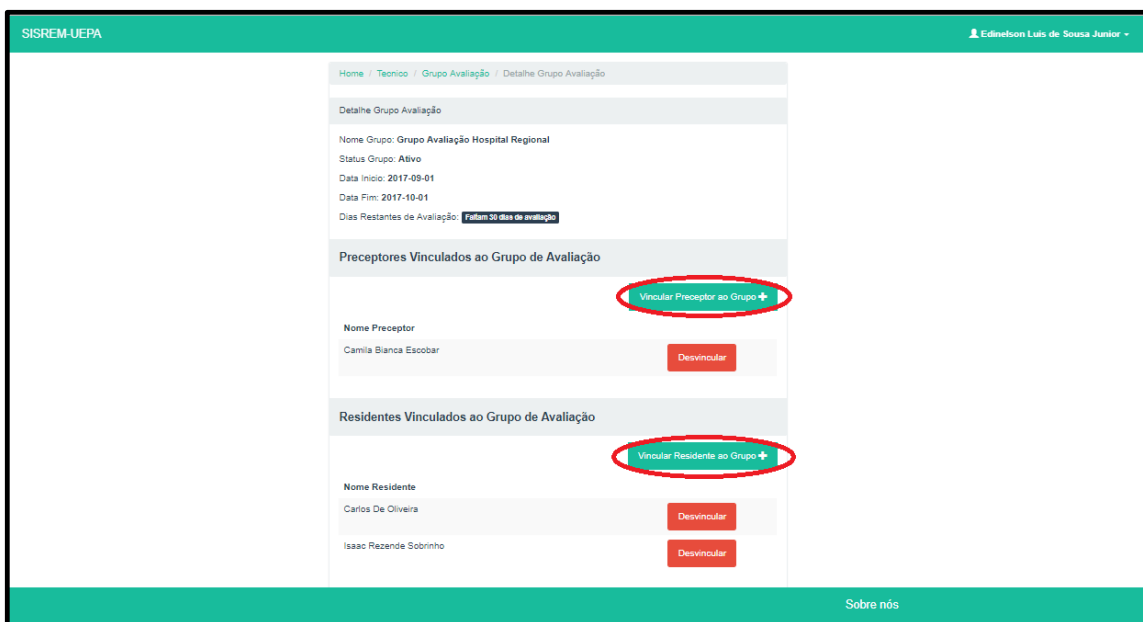 SISREM-UEPA
Edinelson Luis de Sousa Junior
Home / Tecnico / Grupo Avaliação / Detalhe Grupo Avaliação
Detalhe Grupo Avaliação
Nome Grupo: Grupo Avaliação Hospital Regional
Status Grupo: Ativo
Data Inicio: 2017-09-01
Data Fim: 2017-10-01
Dias Restantes de Avaliação: Faltam 30 dias de avaliação
Preceptores Vinculados ao Grupo de Avaliação
Vincular Preceptor ao Grupo
Nome Preceptor
Camila Bianca Escobar Desvincular
Residentes Vinculados ao Grupo de Avaliação
Vincular Residente ao Grupo
Nome Residente
Carlos De Oliveira Desvincular
Isaac Rezende Sobrinho Desvincular
Sobre nós